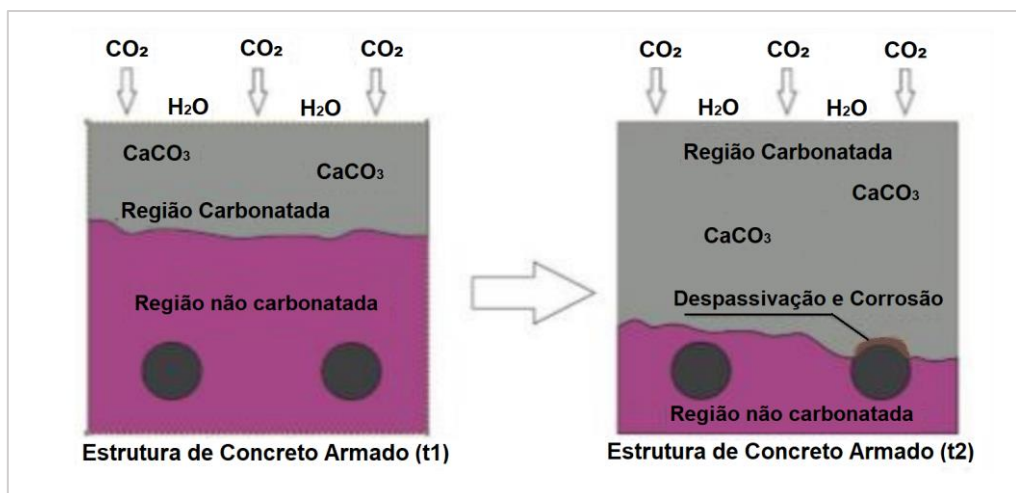 CO₂ CO₂ CO₂
H₂O H₂O
CaCO₃
CaCO₃
Região Carbonatada
Região não carbonatada
Estrutura de Concreto Armado (t1)
CO₂ CO₂ CO₂
H₂O H₂O
Região Carbonatada
CaCO₃
CaCO₃
Despassivação e Corrosão
Região não carbonatada
Estrutura de Concreto Armado (t2)